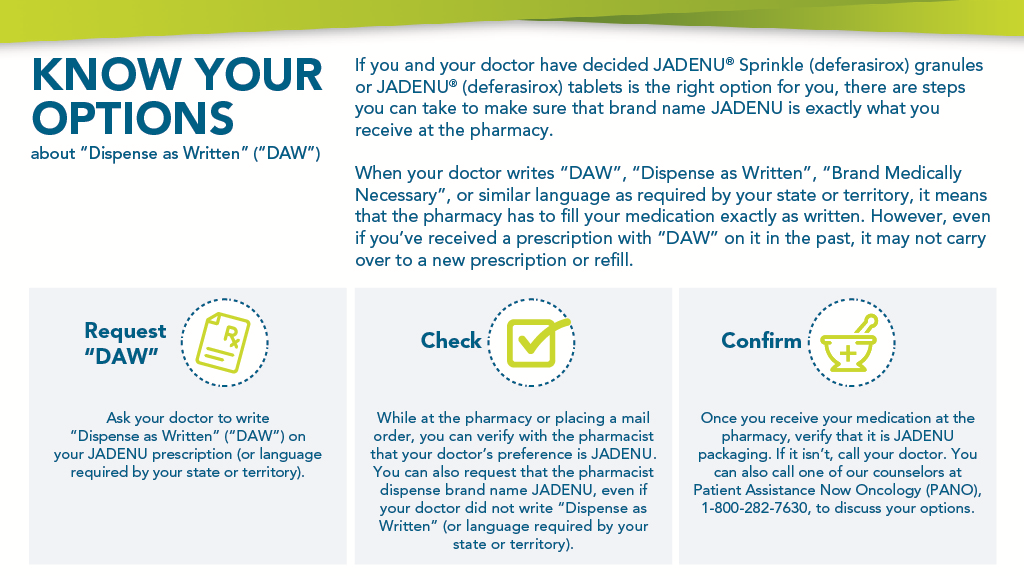 KNOW YOUR
OPTIONS
about “Dispense as Written” (“DAW”)
If you and your doctor have decided JADENU® Sprinkle (deferasirox) granules
or JADENU® (deferasirox) tablets is the right option for you, there are steps
you can take to make sure that brand name JADENU is exactly what you
receive at the pharmacy.
When your doctor writes “DAW”, “Dispense as Written”, “Brand Medically
Necessary”, or similar language as required by your state or territory, it means
that the pharmacy has to fill your medication exactly as written. However, even
if you’ve received a prescription with “DAW” on it in the past, it may not carry
over to a new prescription or refill.
Request
“DAW”
Rx
Ask your doctor to write
“Dispense as Written” (“DAW”) on
your JADENU prescription (or language
required by your state or territory).
Check
While at the pharmacy or placing a mail
order, you can verify with the pharmacist
that your doctor’s preference is JADENU.
You can also request that the pharmacist
dispense brand name JADENU, even if
your doctor did not write “Dispense as
Written” (or language required by your
state or territory).
Confirm
Once you receive your medication at the
pharmacy, verify that it is JADENU
packaging. If it isn’t, call your doctor. You
can also call one of our counselors at
Patient Assistance Now Oncology (PANO),
1-800-282-7630, to discuss your options.